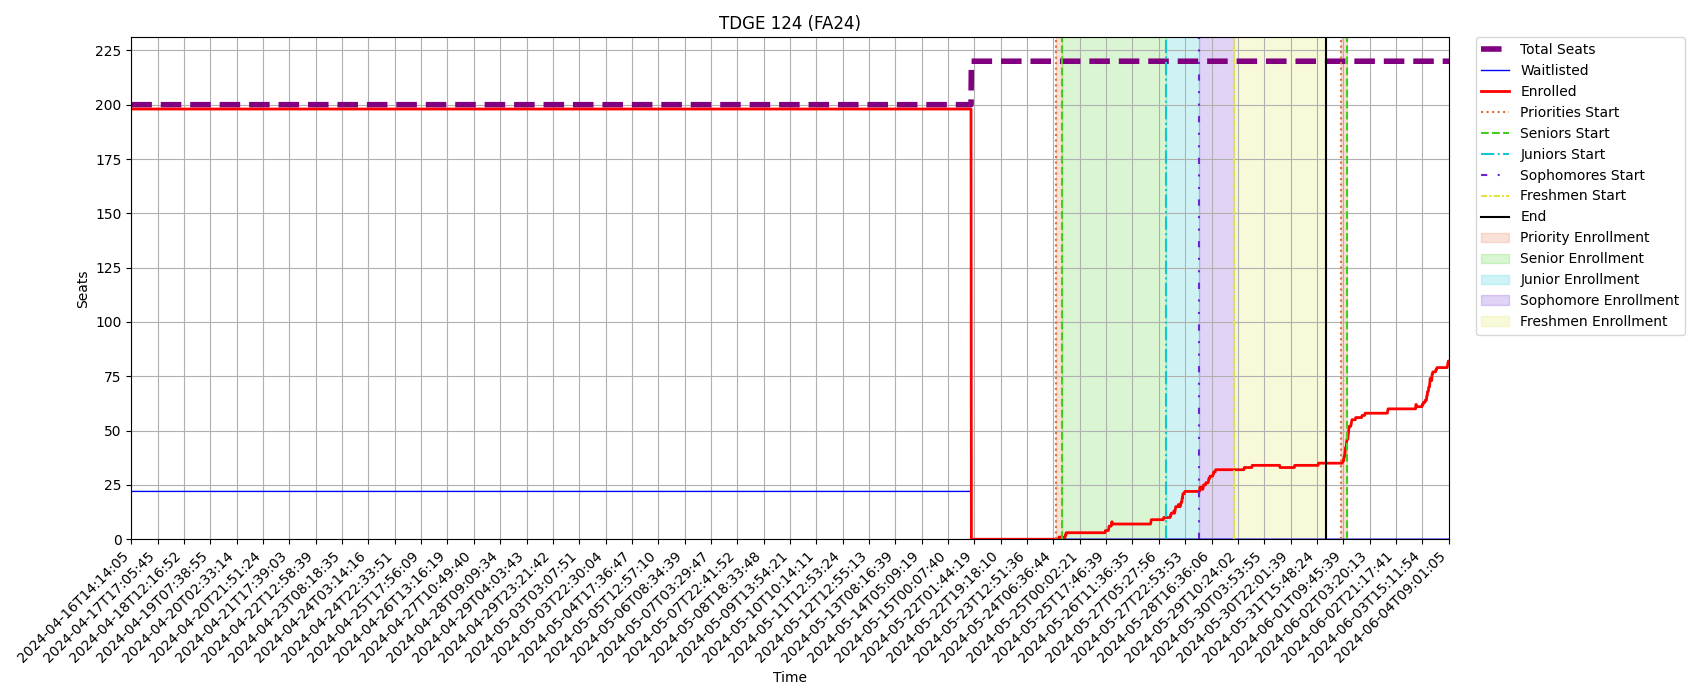 TDGE 124 (FA24)
Seats
225
200
175
150
125
100
75
50
25
0
2024-04-16T14:14:05
2024-04-17T17:05:45
2024-04-18T12:16:52
2024-04-19T07:38:55
2024-04-20T02:33:14
2024-04-20T21:51:24
2024-04-21T17:39:03
2024-04-22T12:58:39
2024-04-23T08:18:35
2024-04-24T03:14:16
2024-04-24T22:33:51
2024-04-25T17:56:09
2024-04-26T13:16:19
2024-04-27T10:49:40
2024-04-28T09:09:34
2024-04-29T04:03:43
2024-04-29T23:21:42
2024-05-03T03:07:51
2024-05-03T22:30:04
2024-05-04T17:36:47
2024-05-05T12:57:10
2024-05-06T08:34:39
2024-05-07T03:29:47
2024-05-07T22:41:52
2024-05-08T18:33:48
2024-05-09T13:54:21
2024-05-10T10:14:11
2024-05-11T12:53:24
2024-05-12T12:55:13
2024-05-13T08:16:39
2024-05-14T05:09:19
2024-05-15T00:07:40
2024-05-22T01:44:19
2024-05-22T19:18:10
2024-05-23T12:51:36
2024-05-24T06:36:44
2024-05-25T00:02:21
2024-05-25T17:46:39
2024-05-26T11:36:35
2024-05-27T05:27:56
2024-05-27T22:53:53
2024-05-28T16:36:06
2024-05-29T10:24:02
2024-05-30T03:53:55
2024-05-30T22:01:39
2024-05-31T15:48:24
2024-06-01T09:45:39
2024-06-02T03:20:13
2024-06-02T21:17:41
2024-06-03T15:11:54
2024-06-04T09:01:05
Time
Total Seats
Waitlisted
Enrolled
Priorities Start
Seniors Start
Juniors Start
Sophomores Start
Freshmen Start
End
Priority Enrollment
Senior Enrollment
Junior Enrollment
Sophomore Enrollment
Freshmen Enrollment